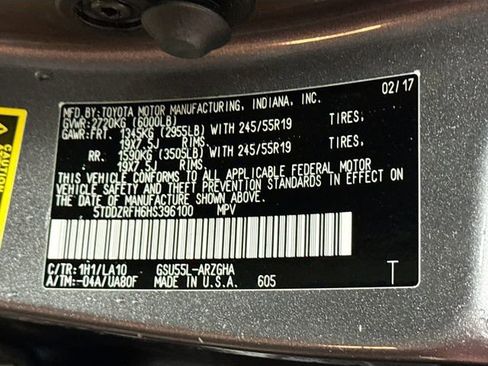 MFD.BY:TOYOTA MOTOR MANUFACTURING, INDIANA, INC. 02/17
GVWR:2720KG (6000LB)
GAWR:FRT. 1345KG (2955LB) WITH 245/55R19 TIRES.
19X7.5J RIMS.
RR. 1590KG (3505LB) WITH 245/55R19 TIRES.
19X7.5J RIMS.
THIS VEHICLE CONFORMS TO ALL APPLICABLE FEDERAL MOTOR
VEHICLE SAFETY AND THEFT PREVENTION STANDARDS IN EFFECT ON
THE DATE OF MANUFACTURE SHOWN ABOVE.
5TDDZRFH6HS396100 MPV
C/TR:1H1/LA10 GSU55L-ARZGHA
A/TM:-04A/UA80F MADE IN U.S.A. 605 T